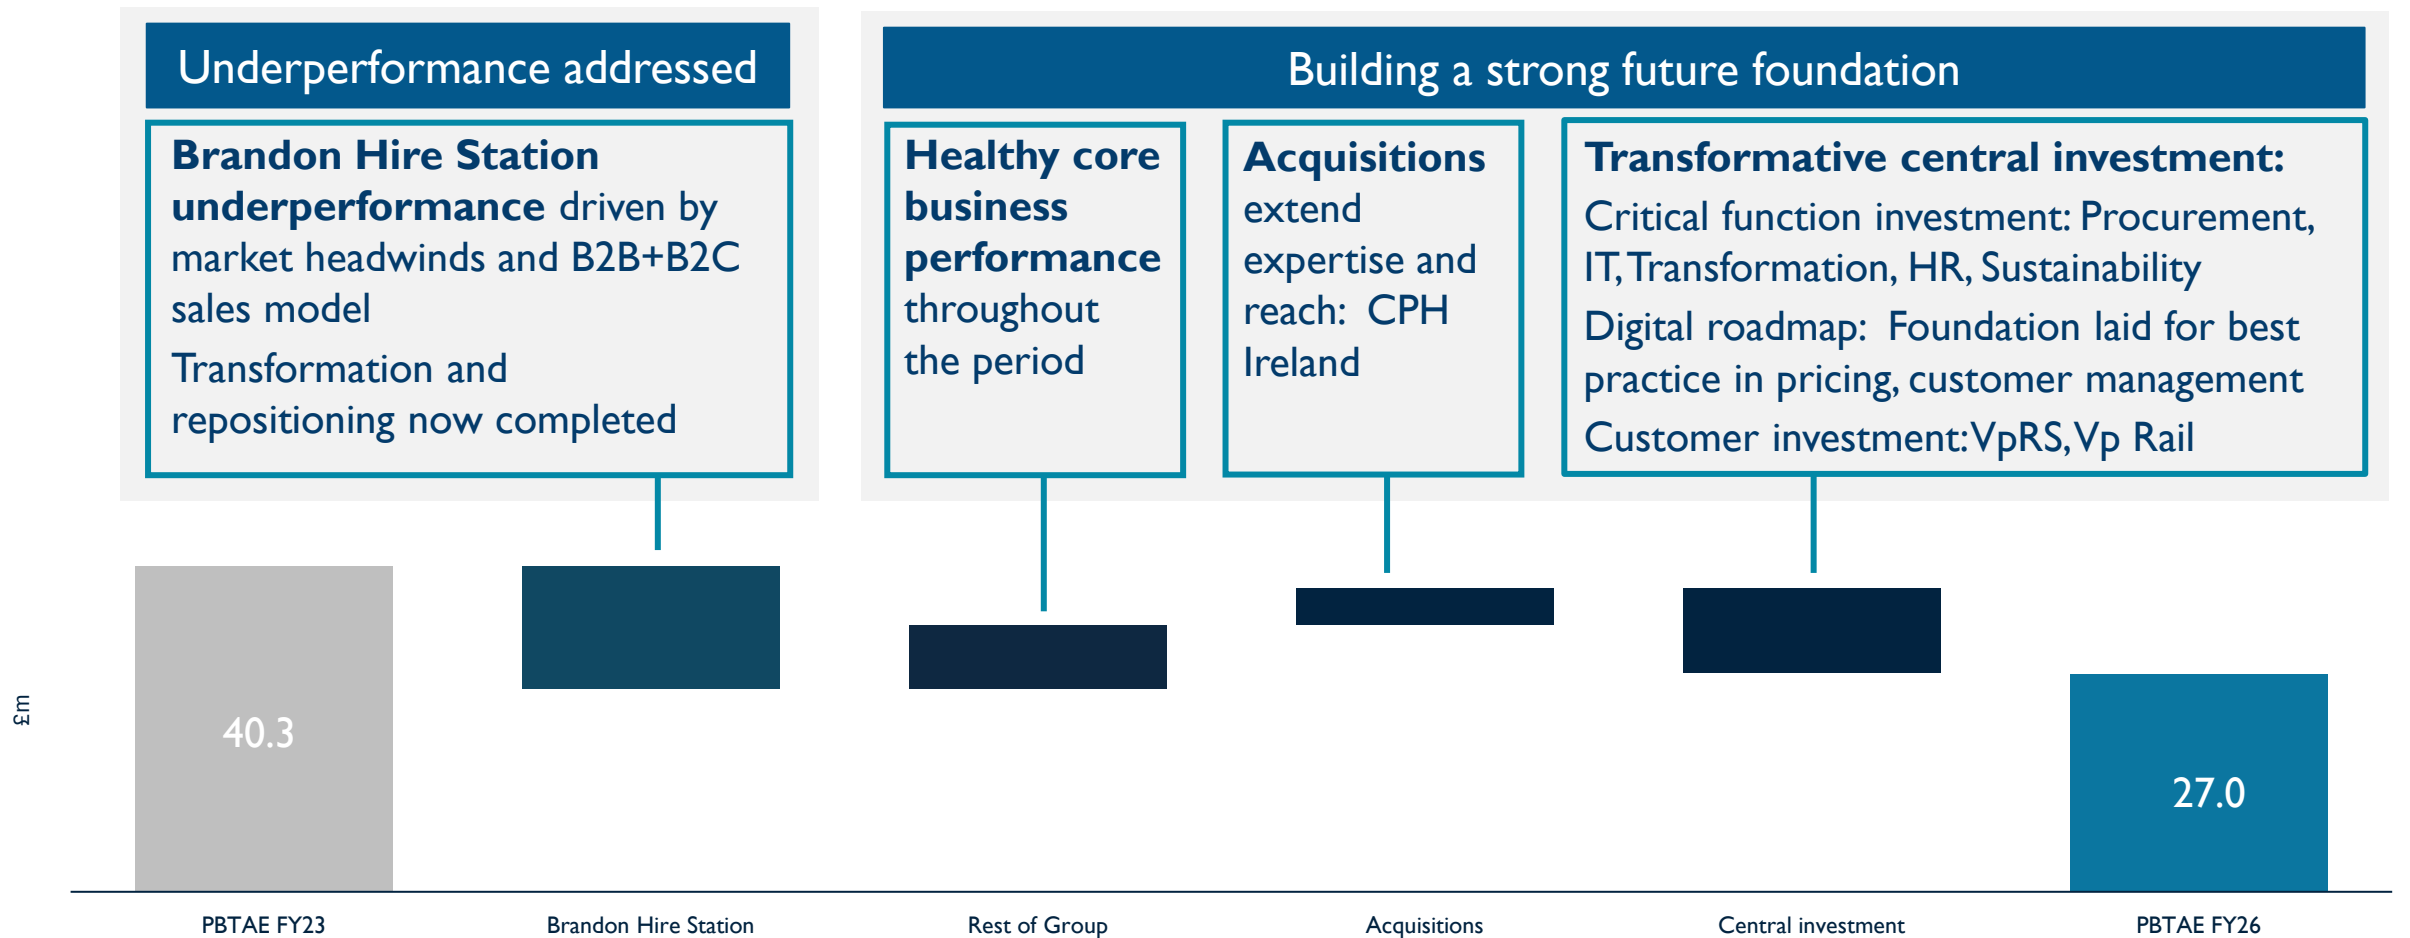 Underperformance addressed
Brandon Hire Station
underperformance driven by
market headwinds and B2B+B2C
sales model
Transformation and
repositioning now completed
Building a strong future foundation
Healthy core
business
performance
throughout
the period
Acquisitions
extend
expertise and
reach: CPH
Ireland
Transformative central investment:
Critical function investment: Procurement,
IT, Transformation, HR, Sustainability
Digital roadmap: Foundation laid for best
practice in pricing, customer management
Customer investment: VpRS, Vp Rail
£m
40.3
27.0
PBTAE FY23
Brandon Hire Station
Rest of Group
Acquisitions
Central investment
PBTAE FY26